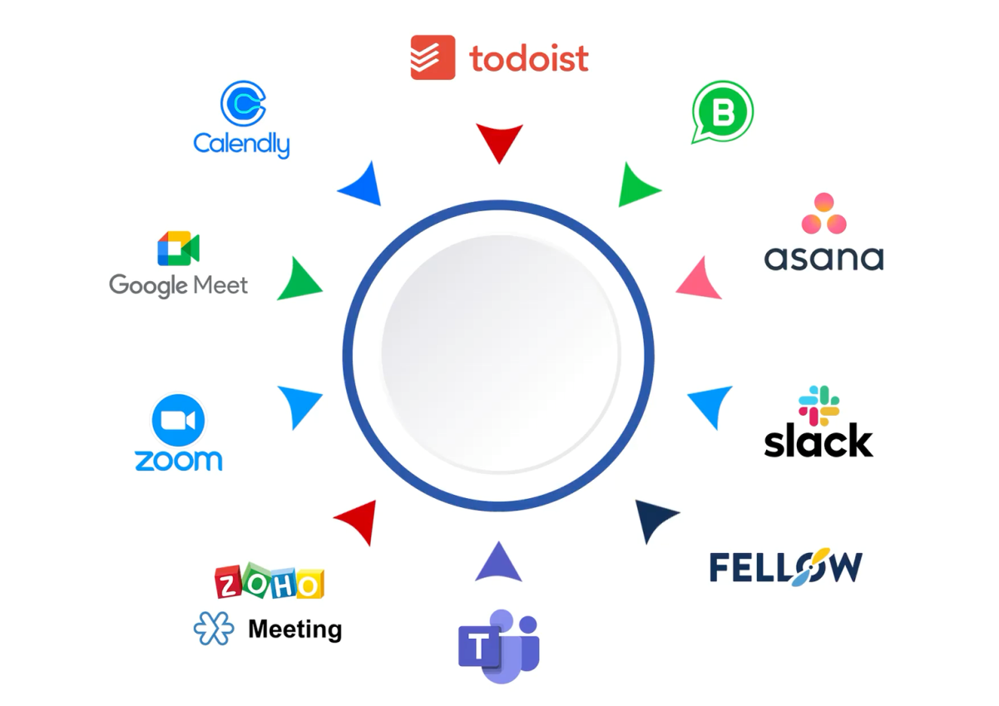 todoist
Calendly
B
asana
Google Meet
slack
zoom
FELLOW
ZOHO
Meeting
T